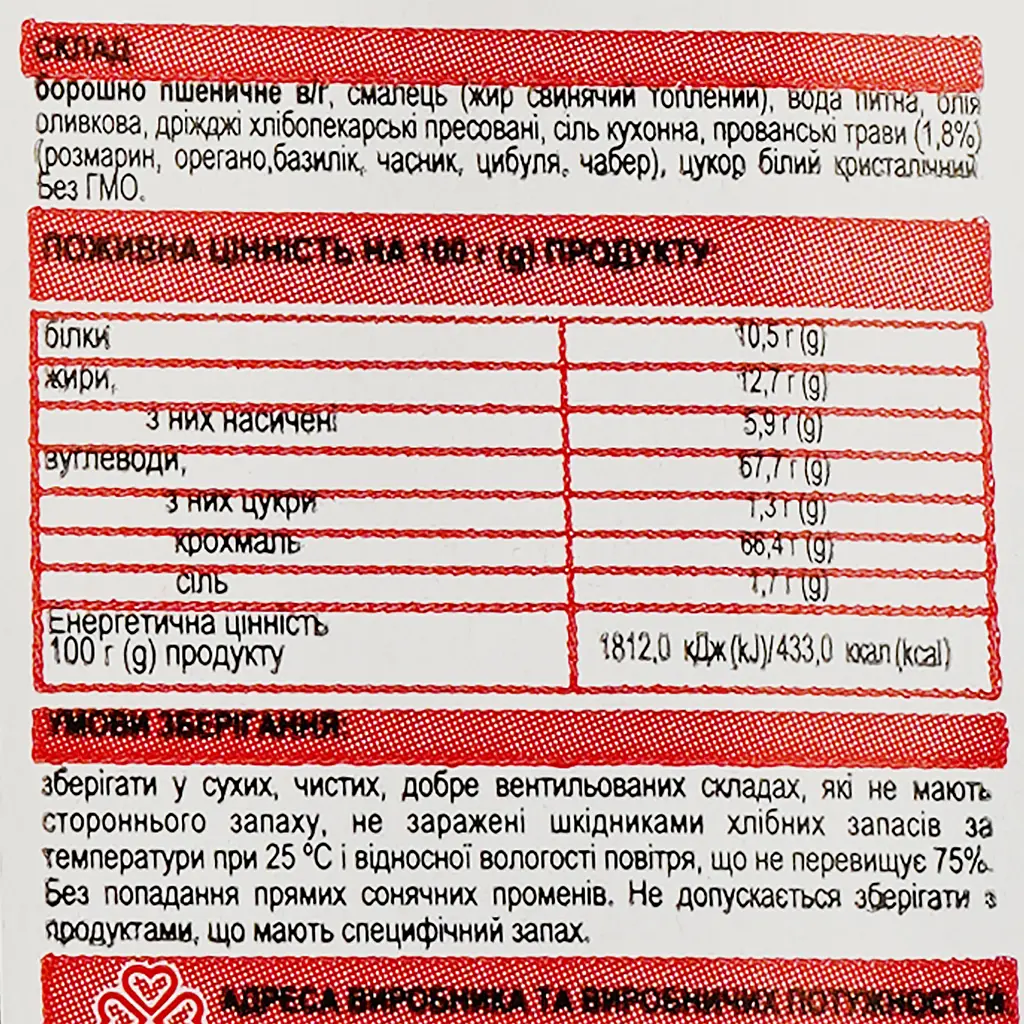 СКЛАД
борошно пшеничне в/г, смалець (жир свинячий топлений), вода питна, олія
оливкова, дріжджі хлібопекарські пресовані, сіль кухонна, прованські трави (1,8%)
(розмарин, орегано,базилік, часник, цибуля, чабер), цукор білий кристалічний
Без ГМО.
ПОЖИВНА ЦІННІСТЬ НА 100 г (g) ПРОДУКТУ
білки 10,5 г (g)
жири, 12,7 г (g)
з них насичені 5,9 г (g)
вуглеводи, 67,7 г (g)
з них цукри 1,3 г (g)
крохмаль 66,4 г (g)
сіль 1,7 г (g)
Енергетична цінність
100 г (g) продукту 1812,0 кДж (kJ)/433,0 ккал (kcal)
УМОВИ ЗБЕРІГАННЯ:
зберігати у сухих, чистих, добре вентильованих складах, які не мають
стороннього запаху, не заражені шкідниками хлібних запасів за
температури при 25 °С і відносної вологості повітря, що не перевищує 75%.
Без попадання прямих сонячних променів. Не допускається зберігати з
продуктами, що мають специфічний запах.
АДРЕСА ВИРОБНИКА ТА ВИРОБНИЧИХ ПОТУЖНОСТЕЙ